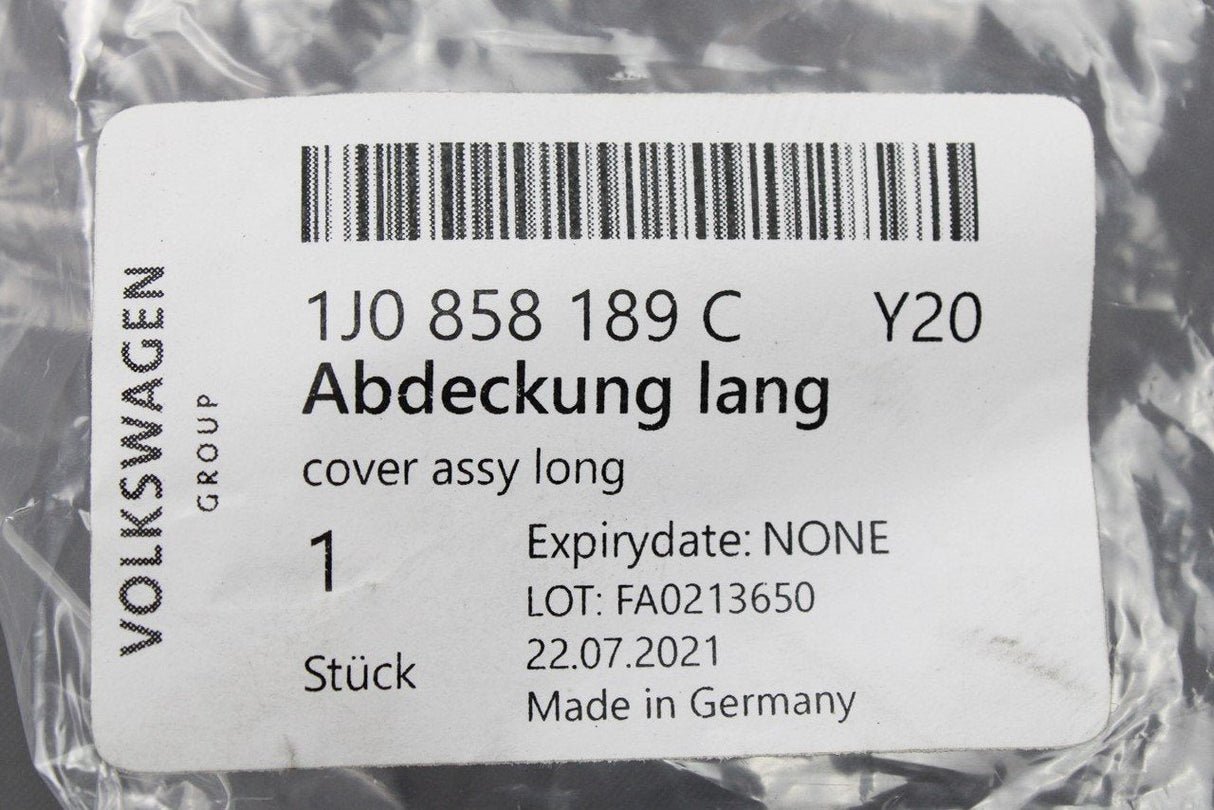 VOLKSWAGEN
GROUP
1J0 858 189 C Y20
Abdeckung lang
cover assy long
1
Stück
Expirydate: NONE
LOT: FA0213650
22.07.2021
Made in Germany